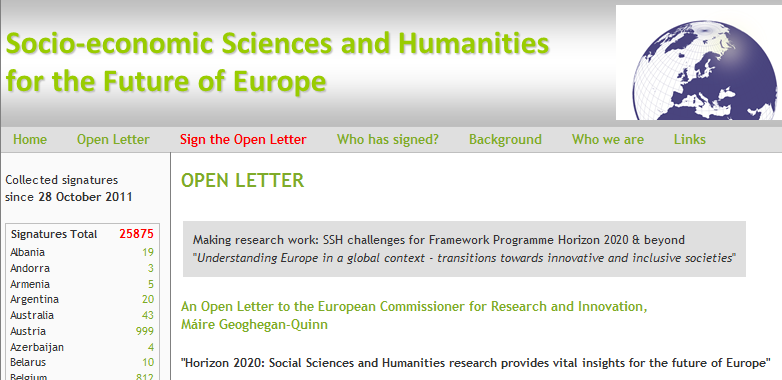 Socio-economic Sciences and Humanities
for the Future of Europe
Home Open Letter Sign the Open Letter Who has signed? Background Who we are Links
Collected signatures
since 28 October 2011
Signatures Total 25875
Albania 19
Andorra 3
Armenia 5
Argentina 20
Australia 43
Austria 999
Azerbaijan 4
Belarus 10
Belgium 812
OPEN LETTER
Making research work: SSH challenges for Framework Programme Horizon 2020 & beyond
"Understanding Europe in a global context - transitions towards innovative and inclusive societies"
An Open Letter to the European Commissioner for Research and Innovation,
Máire Geoghegan-Quinn
"Horizon 2020: Social Sciences and Humanities research provides vital insights for the future of Europe"